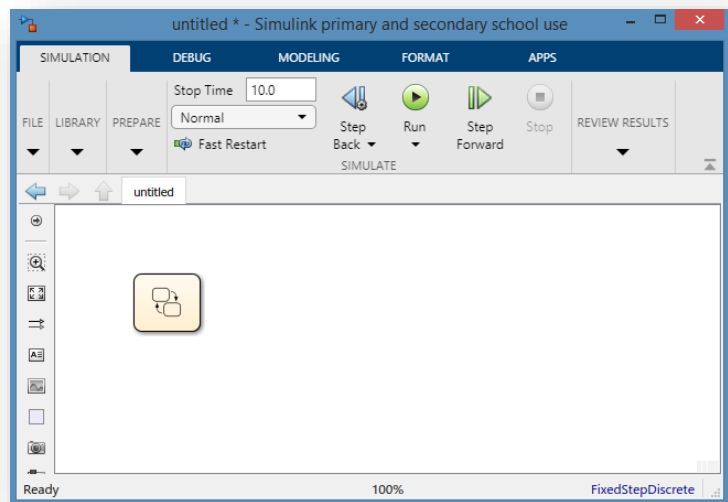 untitled * - Simulink primary and secondary school use
SIMULATION DEBUG MODELING FORMAT APPS
Stop Time 10.0
Normal
Fast Restart
FILE LIBRARY PREPARE
Step Back
Run
Step Forward
Stop
REVIEW RESULTS
SIMULATE
untitled
Ready 100% FixedStepDiscrete